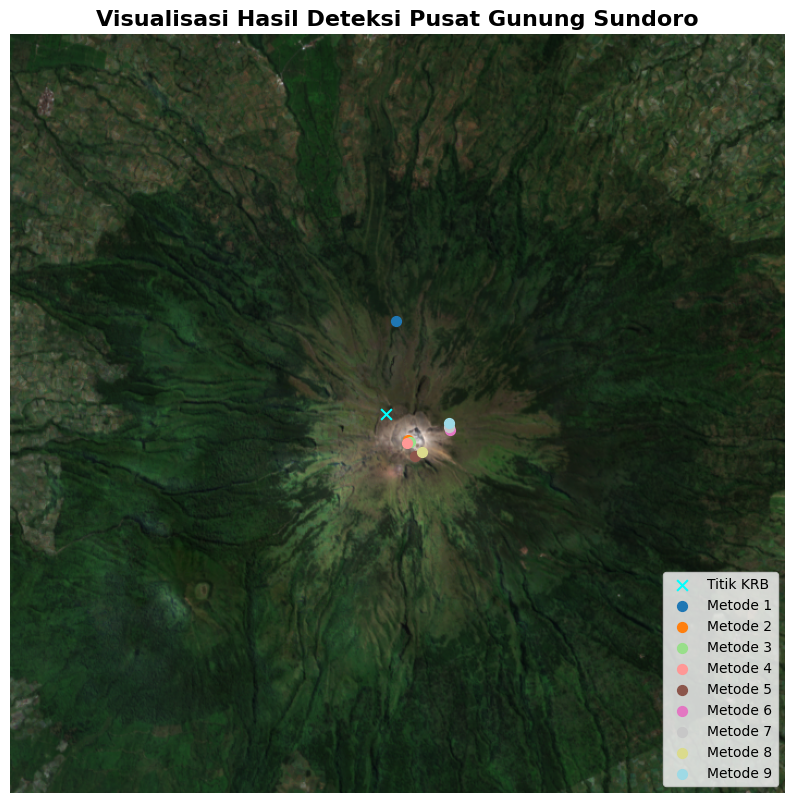 Visualisasi Hasil Deteksi Pusat Gunung Sundoro
Titik KRB
Metode 1
Metode 2
Metode 3
Metode 4
Metode 5
Metode 6
Metode 7
Metode 8
Metode 9